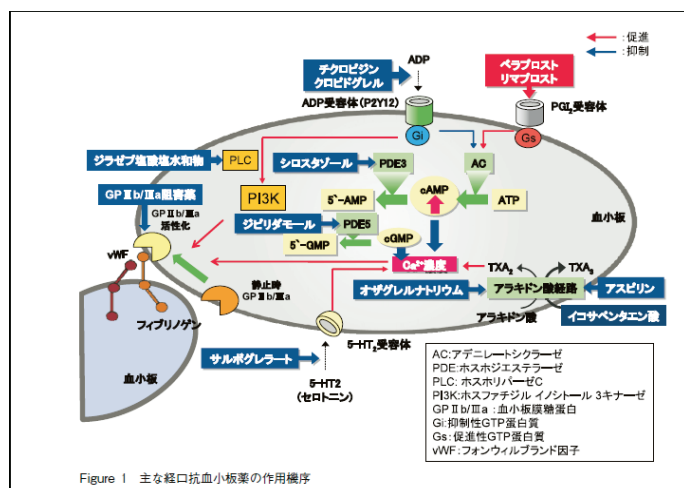 → :促進
→ :抑制
チクロピジン
クロピドグレル
ADP
ADP受容体(P2Y12)
ベラプロスト
リマプロスト
PGI₂受容体
Gi
Gs
ジラゼプ塩酸塩水和物
PLC
シロスタゾール
PDE3
AC
PI3K
cAMP
5`-AMP
ATP
GPⅡb/Ⅲa阻害薬
GPⅡb/Ⅲa
活性化
ジピリダモール
PDE5
cGMP
5`-GMP
血小板
vWF
Ca²⁺濃度
TXA₂
TXA₃
静止時
GPⅡb/Ⅲa
オザグレルナトリウム
アラキドン酸経路
アスピリン
フィブリノゲン
アラキドン酸
イコサペンタエン酸
5-HT₂受容体
サルポグレラート
血小板
5-HT2
(セロトニン)
AC:アデニレートシクラーゼ
PDE:ホスホジエステラーゼ
PLC: ホスホリパーゼC
PI3K:ホスファチジル イノシトール 3キナーゼ
GPⅡb/Ⅲa :血小板膜糖蛋白
Gi:抑制性GTP蛋白質
Gs:促進性GTP蛋白質
vWF:フォンウィルブランド因子
Figure 1 主な経口抗血小板薬の作用機序